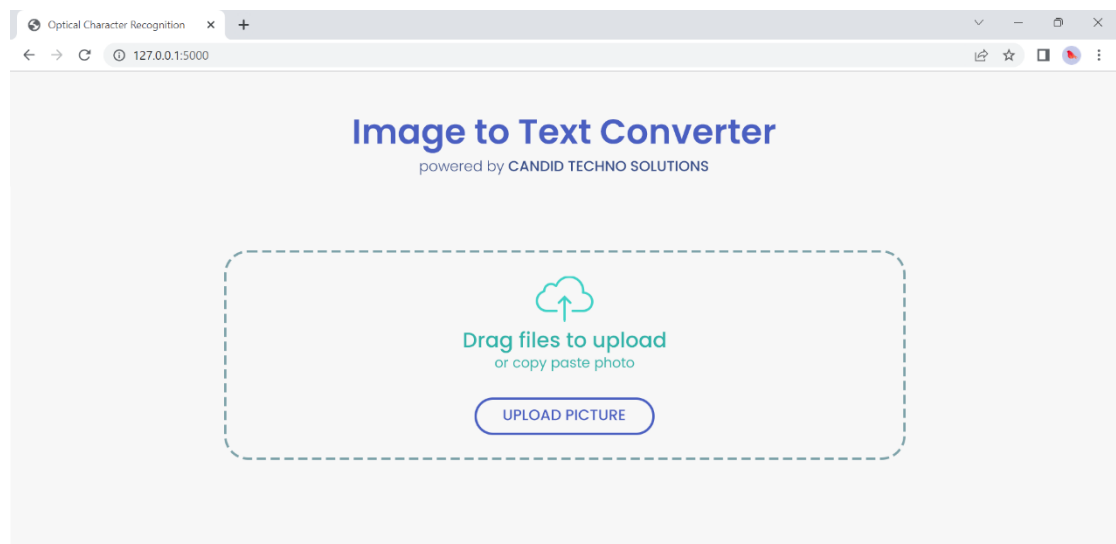 Optical Character Recognition
127.0.0.1:5000
Image to Text Converter
powered by CANDID TECHNO SOLUTIONS
Drag files to upload
or copy paste photo
UPLOAD PICTURE